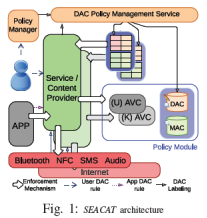 Policy
Manager
DAC Policy Management Service
Service /
Content
Provider
APP
(U) AVC
(K) AVC
DAC
MAC
Policy Module
Bluetooth NFC SMS Audio
Internet
Enforcement
Mechanism
User DAC
rule
App DAC
rule
DAC
Labeling
Fig. 1: SEACAT architecture